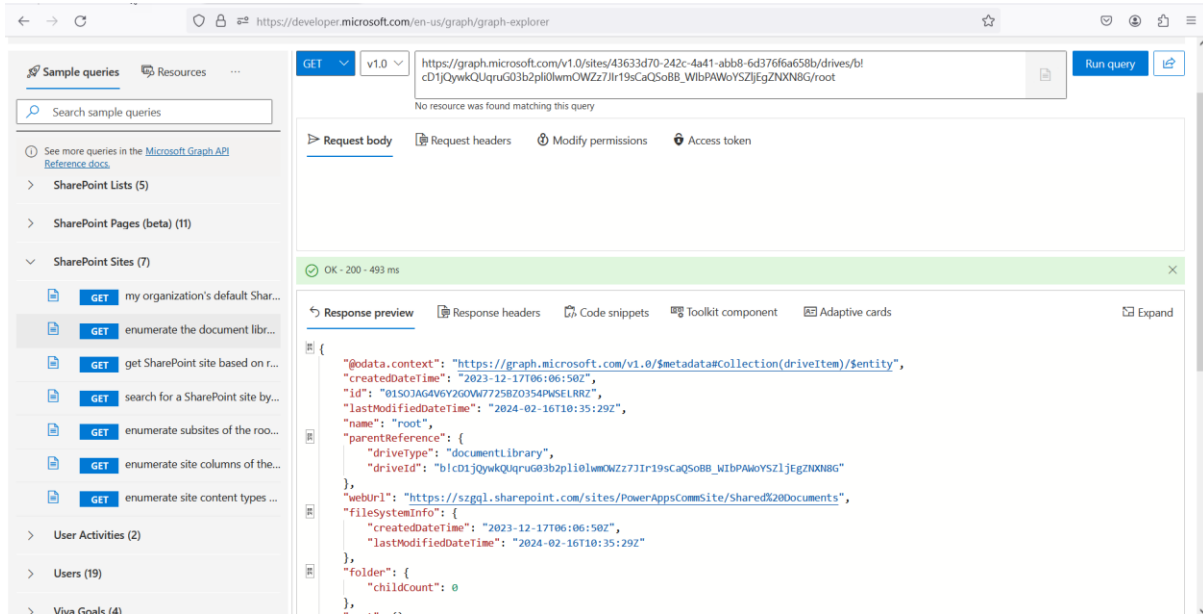 https://developer.microsoft.com/en-us/graph/graph-explorer
Sample queries
Resources
...
Search sample queries
See more queries in the Microsoft Graph API
Reference docs.
SharePoint Lists (5)
SharePoint Pages (beta) (11)
SharePoint Sites (7)
GET my organization's default Shar...
GET enumerate the document libr...
GET get SharePoint site based on r...
GET search for a SharePoint site by...
GET enumerate subsites of the roo...
GET enumerate site columns of the...
GET enumerate site content types ...
User Activities (2)
Users (19)
Viva Goals (4)
GET
v1.0
https://graph.microsoft.com/v1.0/sites/43633d70-242c-4a41-abb8-6d376f6a658b/drives/b!
cD1jQywkQUqruG03b2pli0lwmOWZz7JIr19sCaQSoBB_WIbPAWoYSZljEgZNXN8G/root
Run query
No resource was found matching this query
Request body
Request headers
Modify permissions
Access token
OK - 200 - 493 ms
Response preview
Response headers
Code snippets
Toolkit component
Adaptive cards
Expand
{
"@odata.context": "https://graph.microsoft.com/v1.0/$metadata#Collection(driveItem)/$entity",
"createdDateTime": "2023-12-17T06:06:50Z",
"id": "01SOJAG4V6Y2GOVW7725BZO354PWSELRRZ",
"lastModifiedDateTime": "2024-02-16T10:35:29Z",
"name": "root",
"parentReference": {
"driveType": "documentLibrary",
"driveId": "b!cD1jQywkQUqruG03b2pli0lwmOWZz7JIr19sCaQSoBB_WIbPAWoYSZljEgZNXN8G"
},
"webUrl": "https://szgql.sharepoint.com/sites/PowerAppsCommSite/Shared%20Documents",
"fileSystemInfo": {
"createdDateTime": "2023-12-17T06:06:50Z",
"lastModifiedDateTime": "2024-02-16T10:35:29Z"
},
"folder": {
"childCount": 0
},